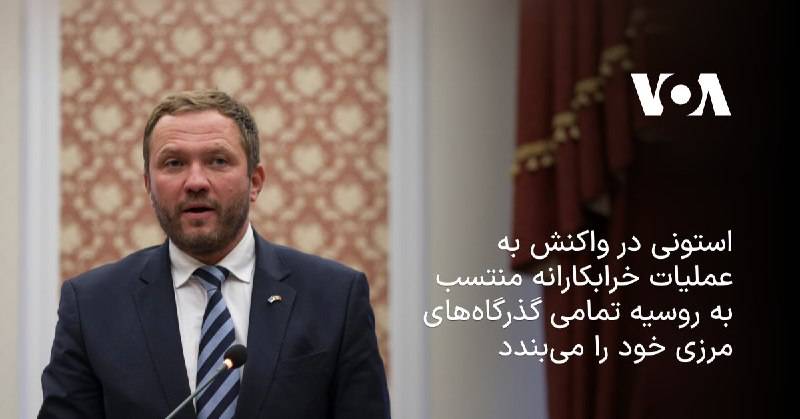 VOA
استونی در واکنش به
عملیات خرابکارانه منتسب
به روسیه تمامی گذرگاه‌های
مرزی خود را می‌بندد